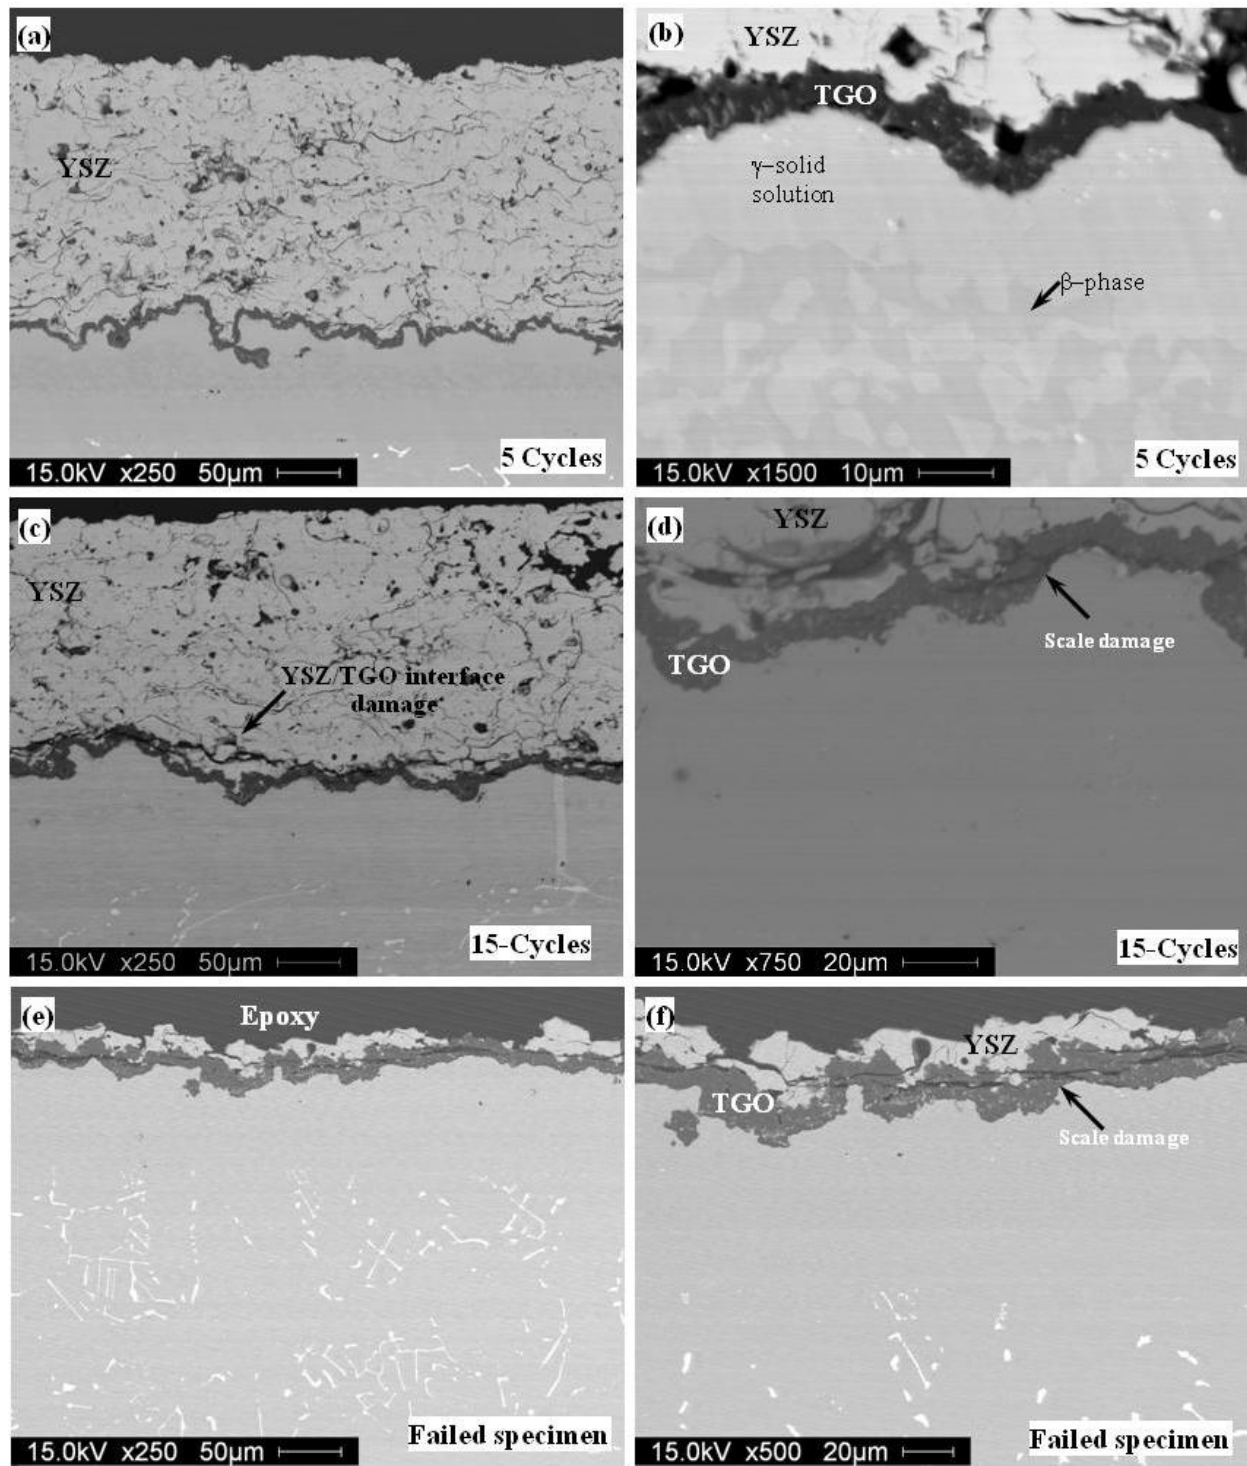 (a)
YSZ
15.0kV x250 50μm
5 Cycles
(b)
YSZ
TGO
γ–solid
solution
β–phase
15.0kV x1500 10μm
5 Cycles
(c)
YSZ
YSZ/TGO interface
damage
15.0kV x250 50μm
15-Cycles
(d)
YSZ
Scale damage
TGO
15.0kV x750 20μm
15-Cycles
(e)
Epoxy
15.0kV x250 50μm
Failed specimen
(f)
YSZ
TGO
Scale damage
15.0kV x500 20μm
Failed specimen